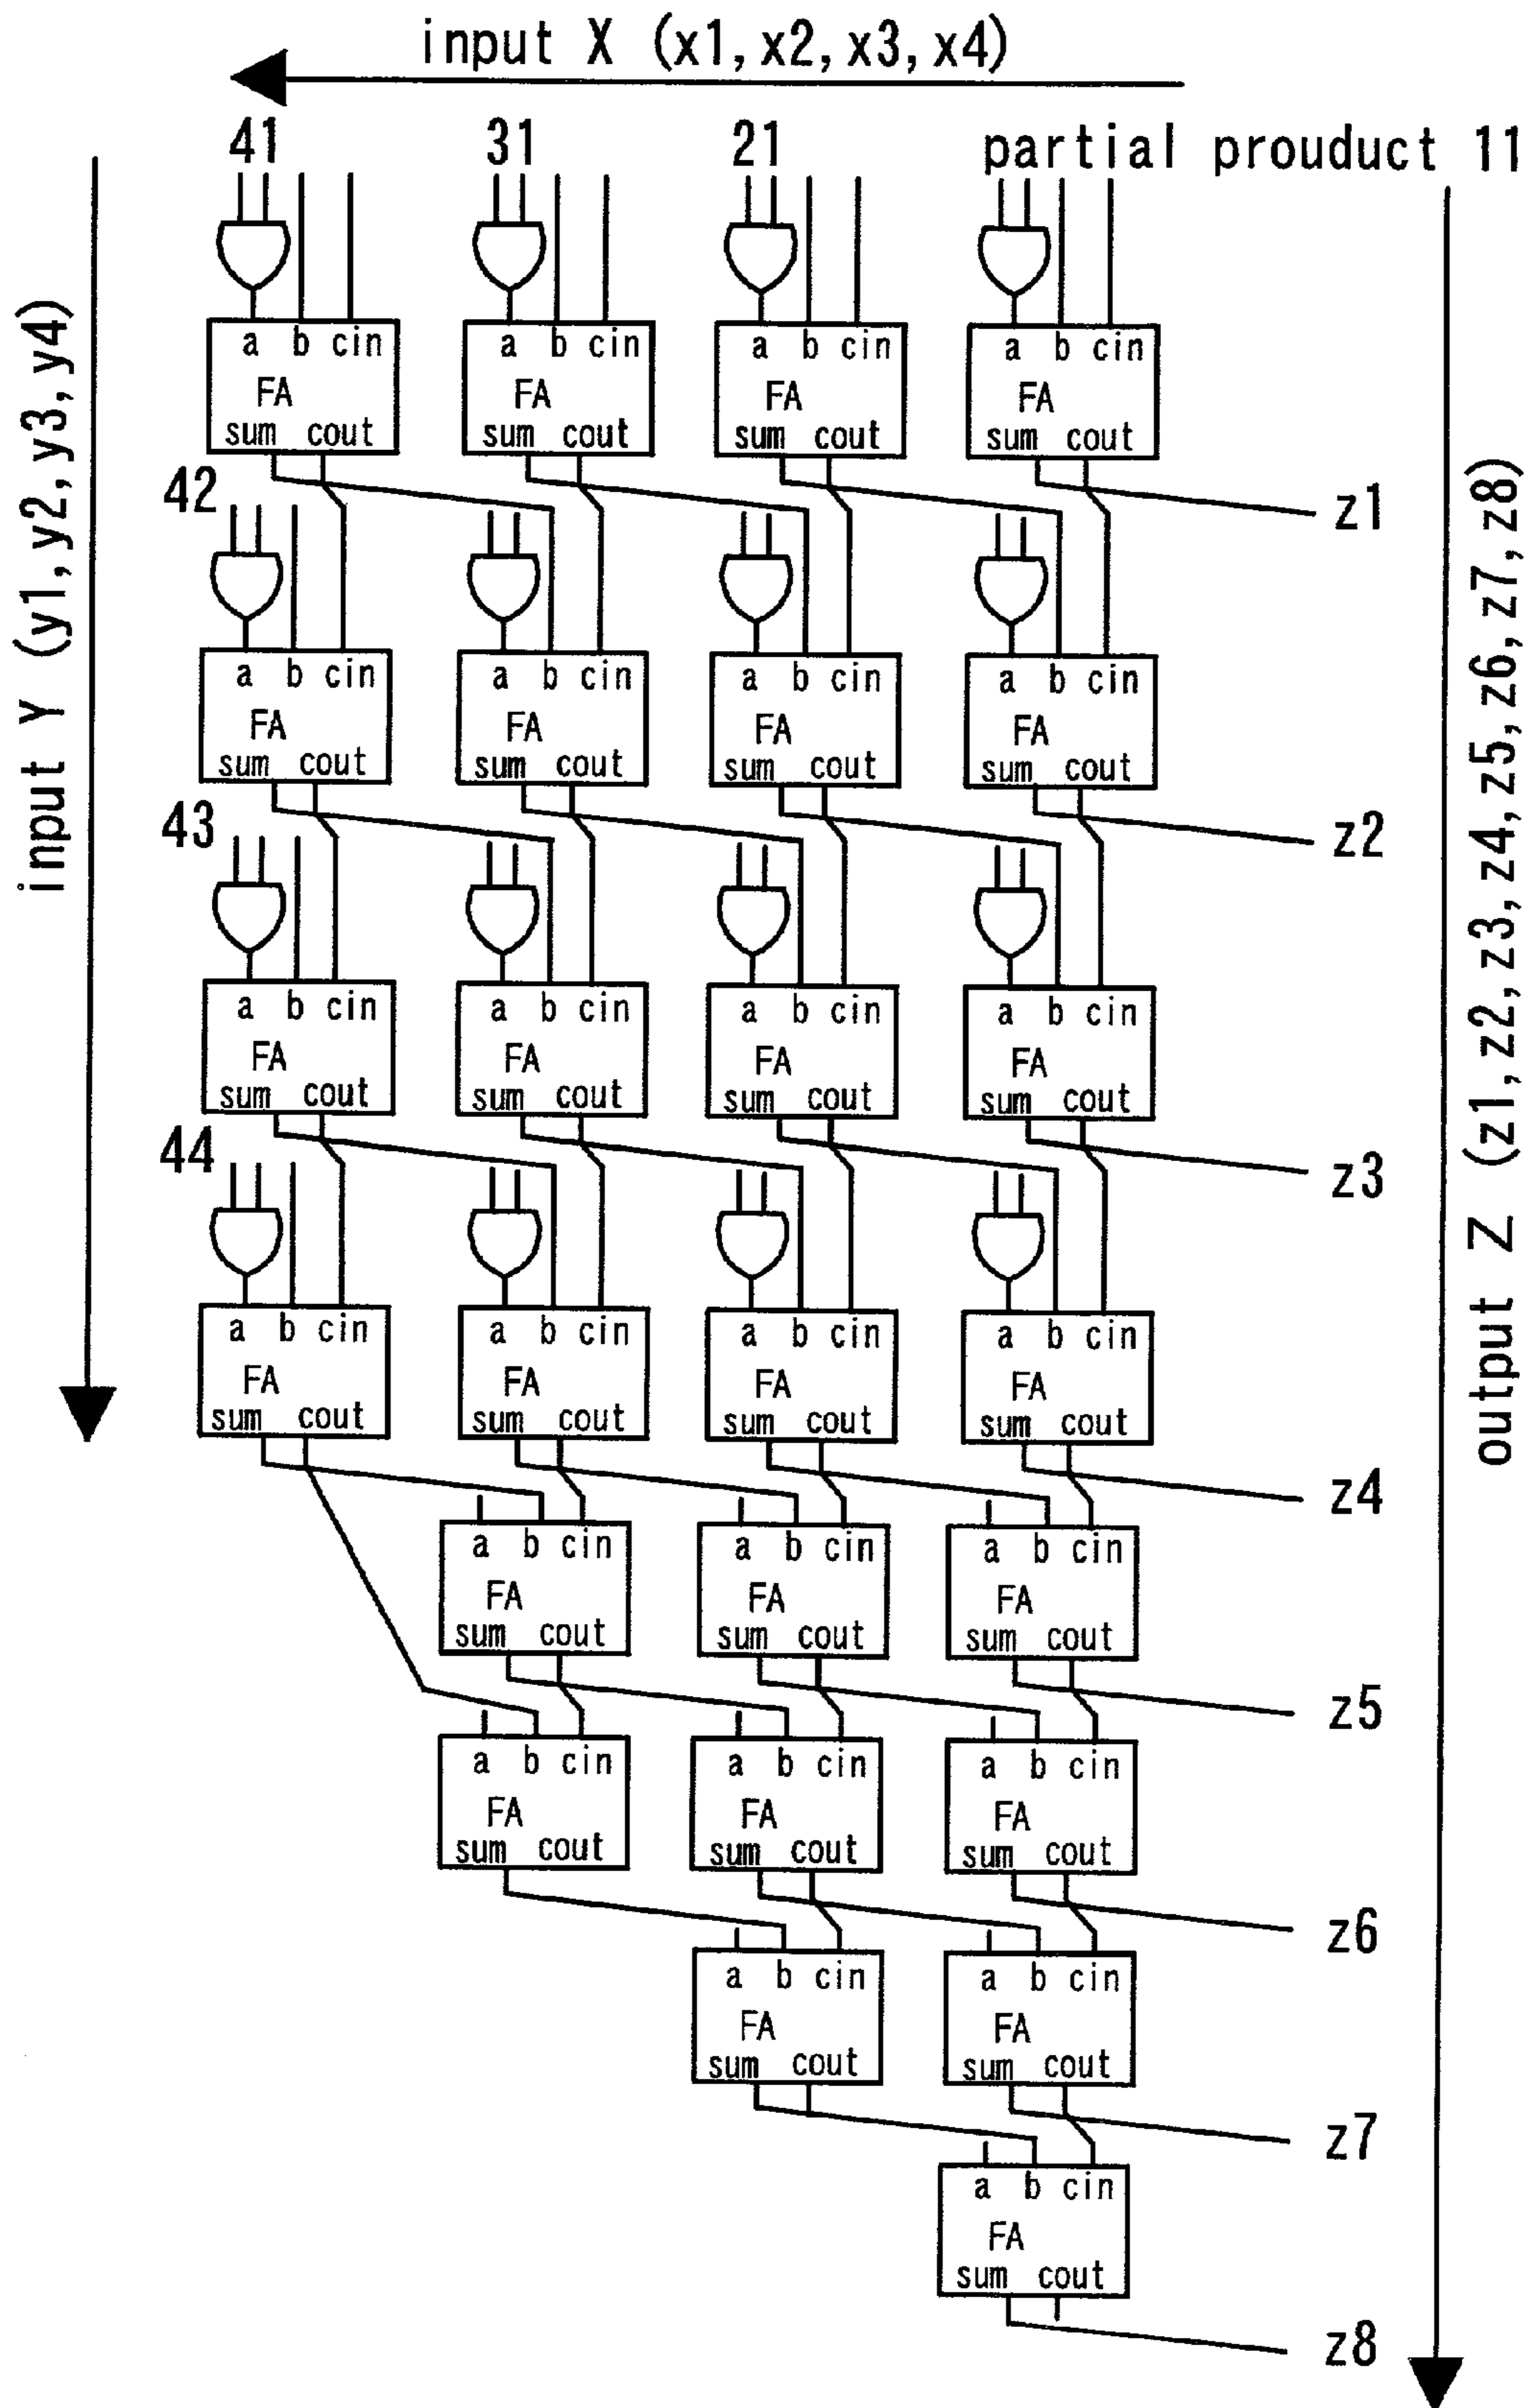 input X (x1, x2, x3, x4)
41 31 21 partial prouduct 11
input Y (y1, y2, y3, y4)
output Z (z1, z2, z3, z4, z5, z6, z7, z8)
a b cin a b cin a b cin a b cin
FA FA FA FA
sum cout sum cout sum cout sum cout
42 z1
a b cin a b cin a b cin a b cin
FA FA FA FA
sum cout sum cout sum cout sum cout
43 z2
a b cin a b cin a b cin a b cin
FA FA FA FA
sum cout sum cout sum cout sum cout
44 z3
a b cin a b cin a b cin a b cin
FA FA FA FA
sum cout sum cout sum cout sum cout
z4
a b cin a b cin a b cin
FA FA FA
sum cout sum cout sum cout
z5
a b cin a b cin a b cin
FA FA FA
sum cout sum cout sum cout
z6
a b cin a b cin
FA FA
sum cout sum cout
z7
a b cin
FA
sum cout
z8